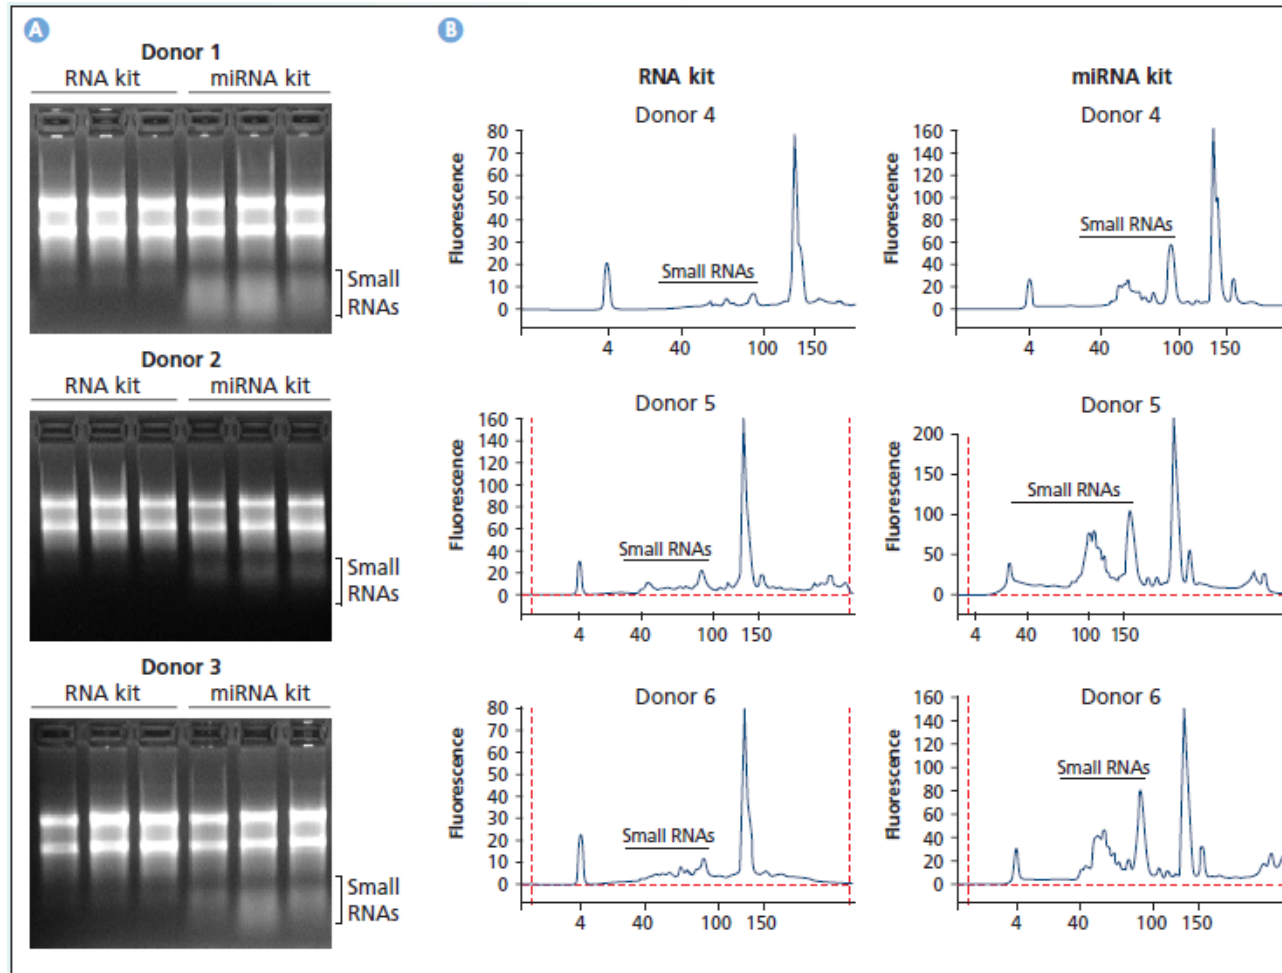 A
Donor 1
RNA kit miRNA kit
Small
RNAs
Donor 2
RNA kit miRNA kit
Small
RNAs
Donor 3
RNA kit miRNA kit
Small
RNAs
B
RNA kit
Donor 4
Fluorescence
80
70
60
50
40
30
20
10
0
Small RNAs
4 40 100 150
miRNA kit
Donor 4
Fluorescence
160
140
120
100
80
60
40
20
0
Small RNAs
4 40 100 150
Donor 5
Fluorescence
160
140
120
100
80
60
40
20
0
Small RNAs
4 40 100 150
Donor 5
Fluorescence
200
150
100
50
0
Small RNAs
4 40 100 150
Donor 6
Fluorescence
80
70
60
50
40
30
20
10
0
Small RNAs
4 40 100 150
Donor 6
Fluorescence
160
140
120
100
80
60
40
20
0
Small RNAs
4 40 100 150